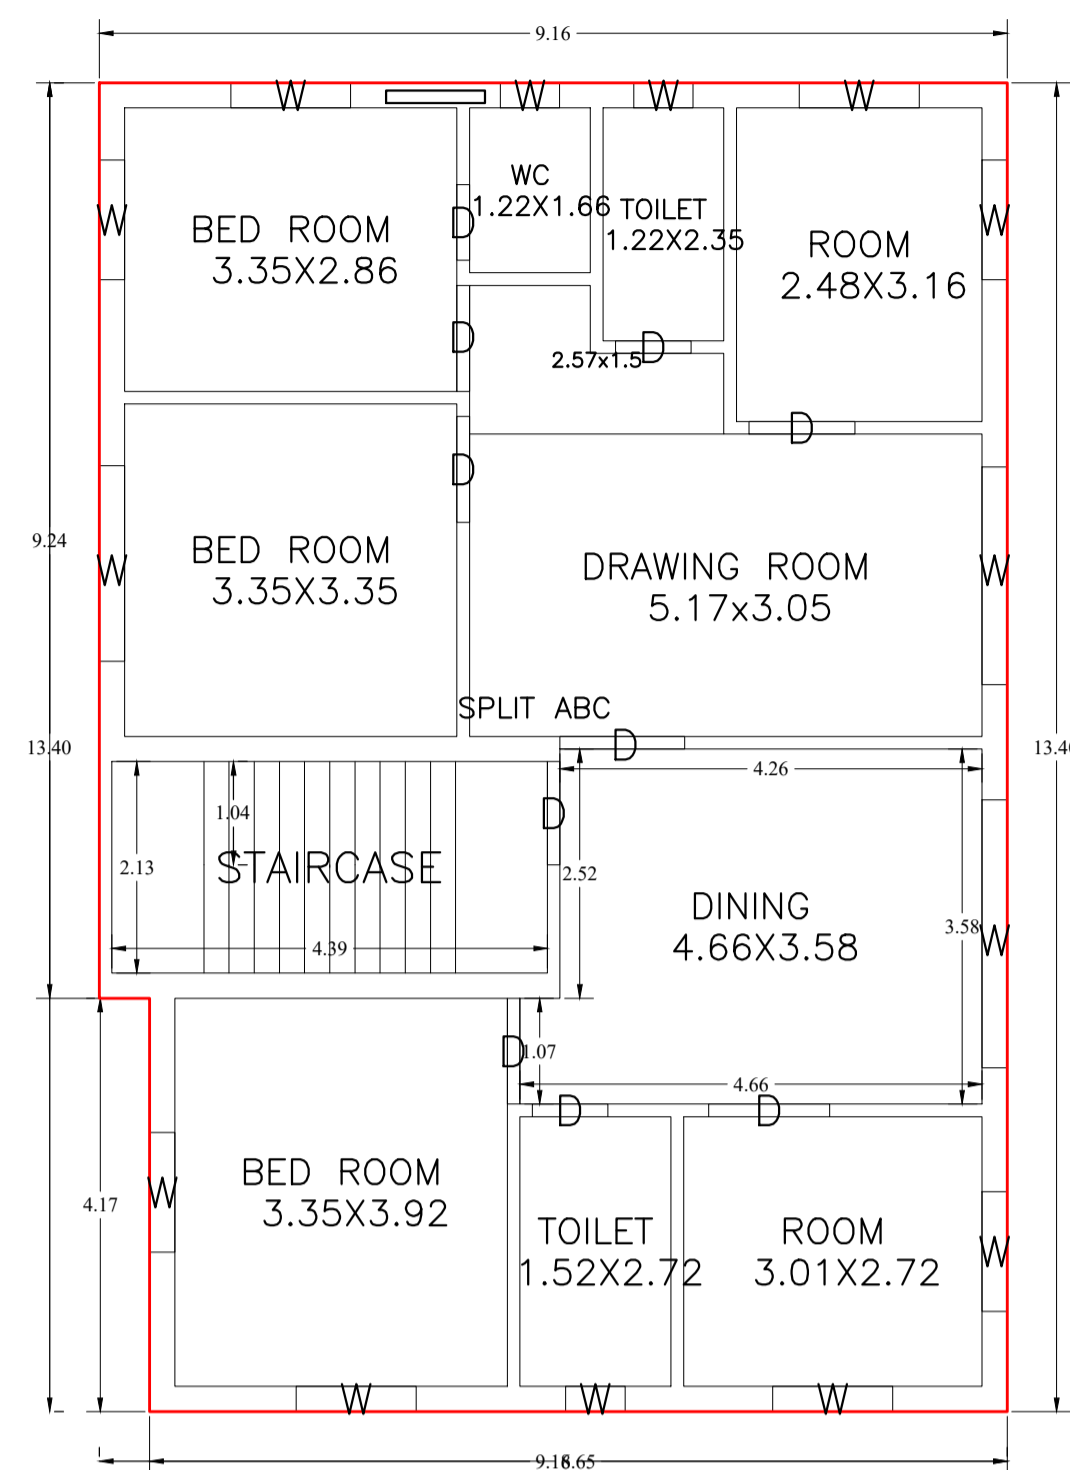 9.16
W
W
W
W
WC
1.22X1.66
TOILET
1.22X2.35
BED ROOM
3.35X2.86
ROOM
2.48X3.16
W
W
D
D
D
2.57x1.5
D
D
BED ROOM
3.35X3.35
DRAWING ROOM
5.17x3.05
W
W
9.24
SPLIT ABC
13.40
D
13.40
4.26
1.04
D
2.13
STAIRCASE
2.52
DINING
4.66X3.58
3.58
W
4.39
D
1.07
4.66
D
D
BED ROOM
3.35X3.92
W
4.17
TOILET
1.52X2.72
ROOM
3.01X2.72
W
W
W
W
8.65